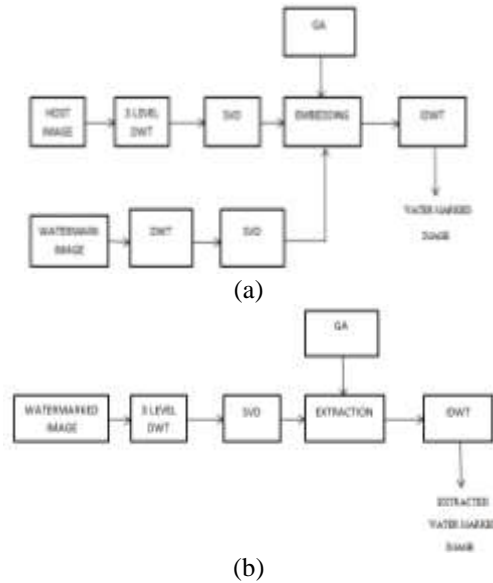 GA
HOST
IMAGE
3 LEVEL
DWT
SVD
EMBEDDING
IDWT
WATER MARKED
IMAGE
WATERMARK
IMAGE
DWT
SVD
(a)
GA
WATERMARKED
IMAGE
3 LEVEL
DWT
SVD
EXTRACTION
IDWT
EXTRACTED
WATER MARKED
IMAGE
(b)